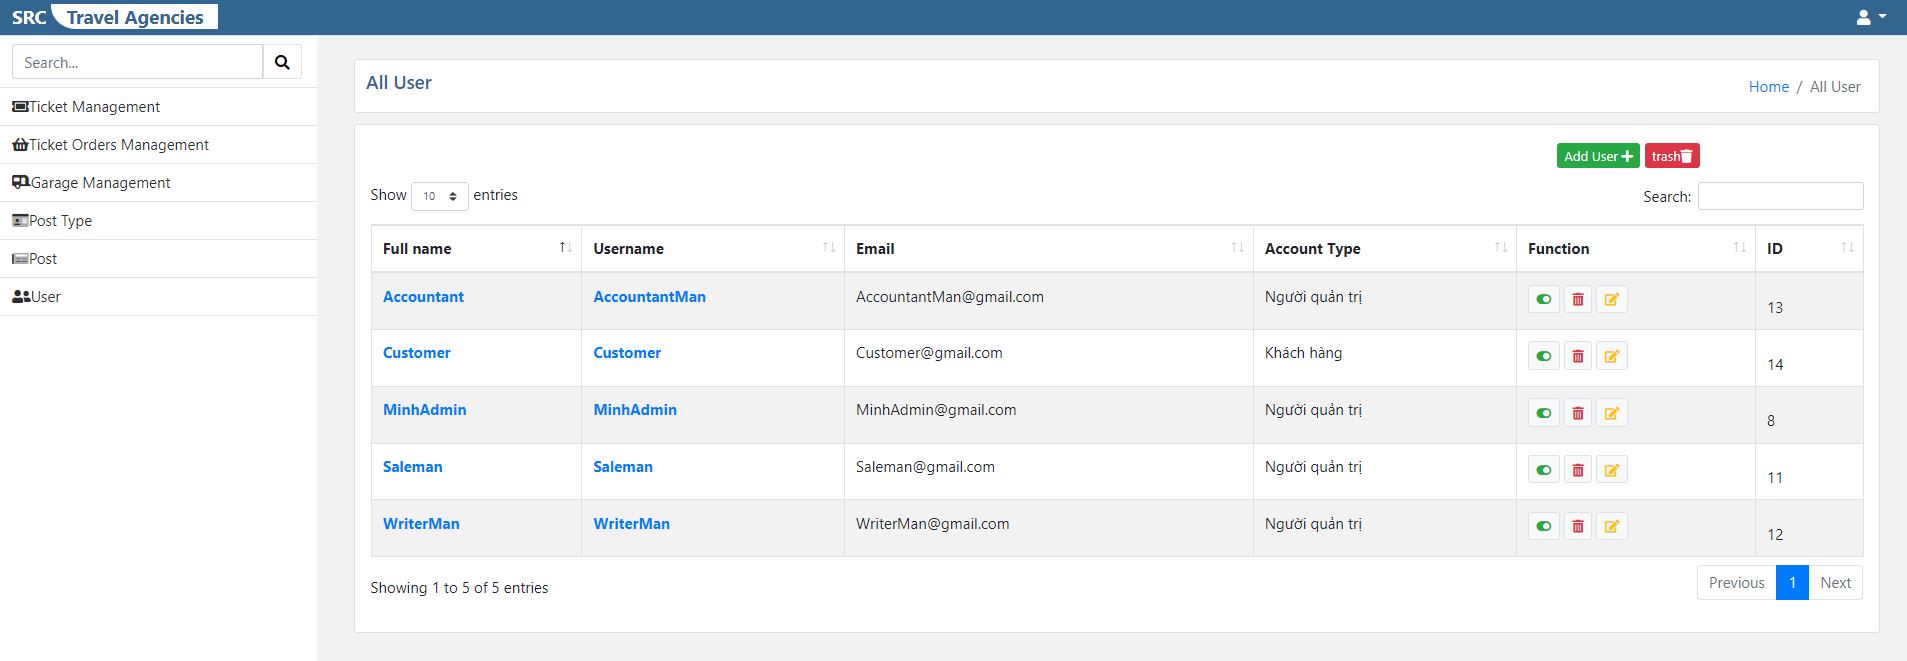 SRC Travel Agencies
Search...
Ticket Management
Ticket Orders Management
Garage Management
Post Type
Post
User
All User
Home / All User
Add User trash
Show 10 entries Search:
Full name Username Email Account Type Function ID
Accountant AccountantMan AccountantMan@gmail.com Người quản trị 13
Customer Customer Customer@gmail.com Khách hàng 14
MinhAdmin MinhAdmin MinhAdmin@gmail.com Người quản trị 8
Saleman Saleman Saleman@gmail.com Người quản trị 11
WriterMan WriterMan WriterMan@gmail.com Người quản trị 12
Showing 1 to 5 of 5 entries Previous 1 Next